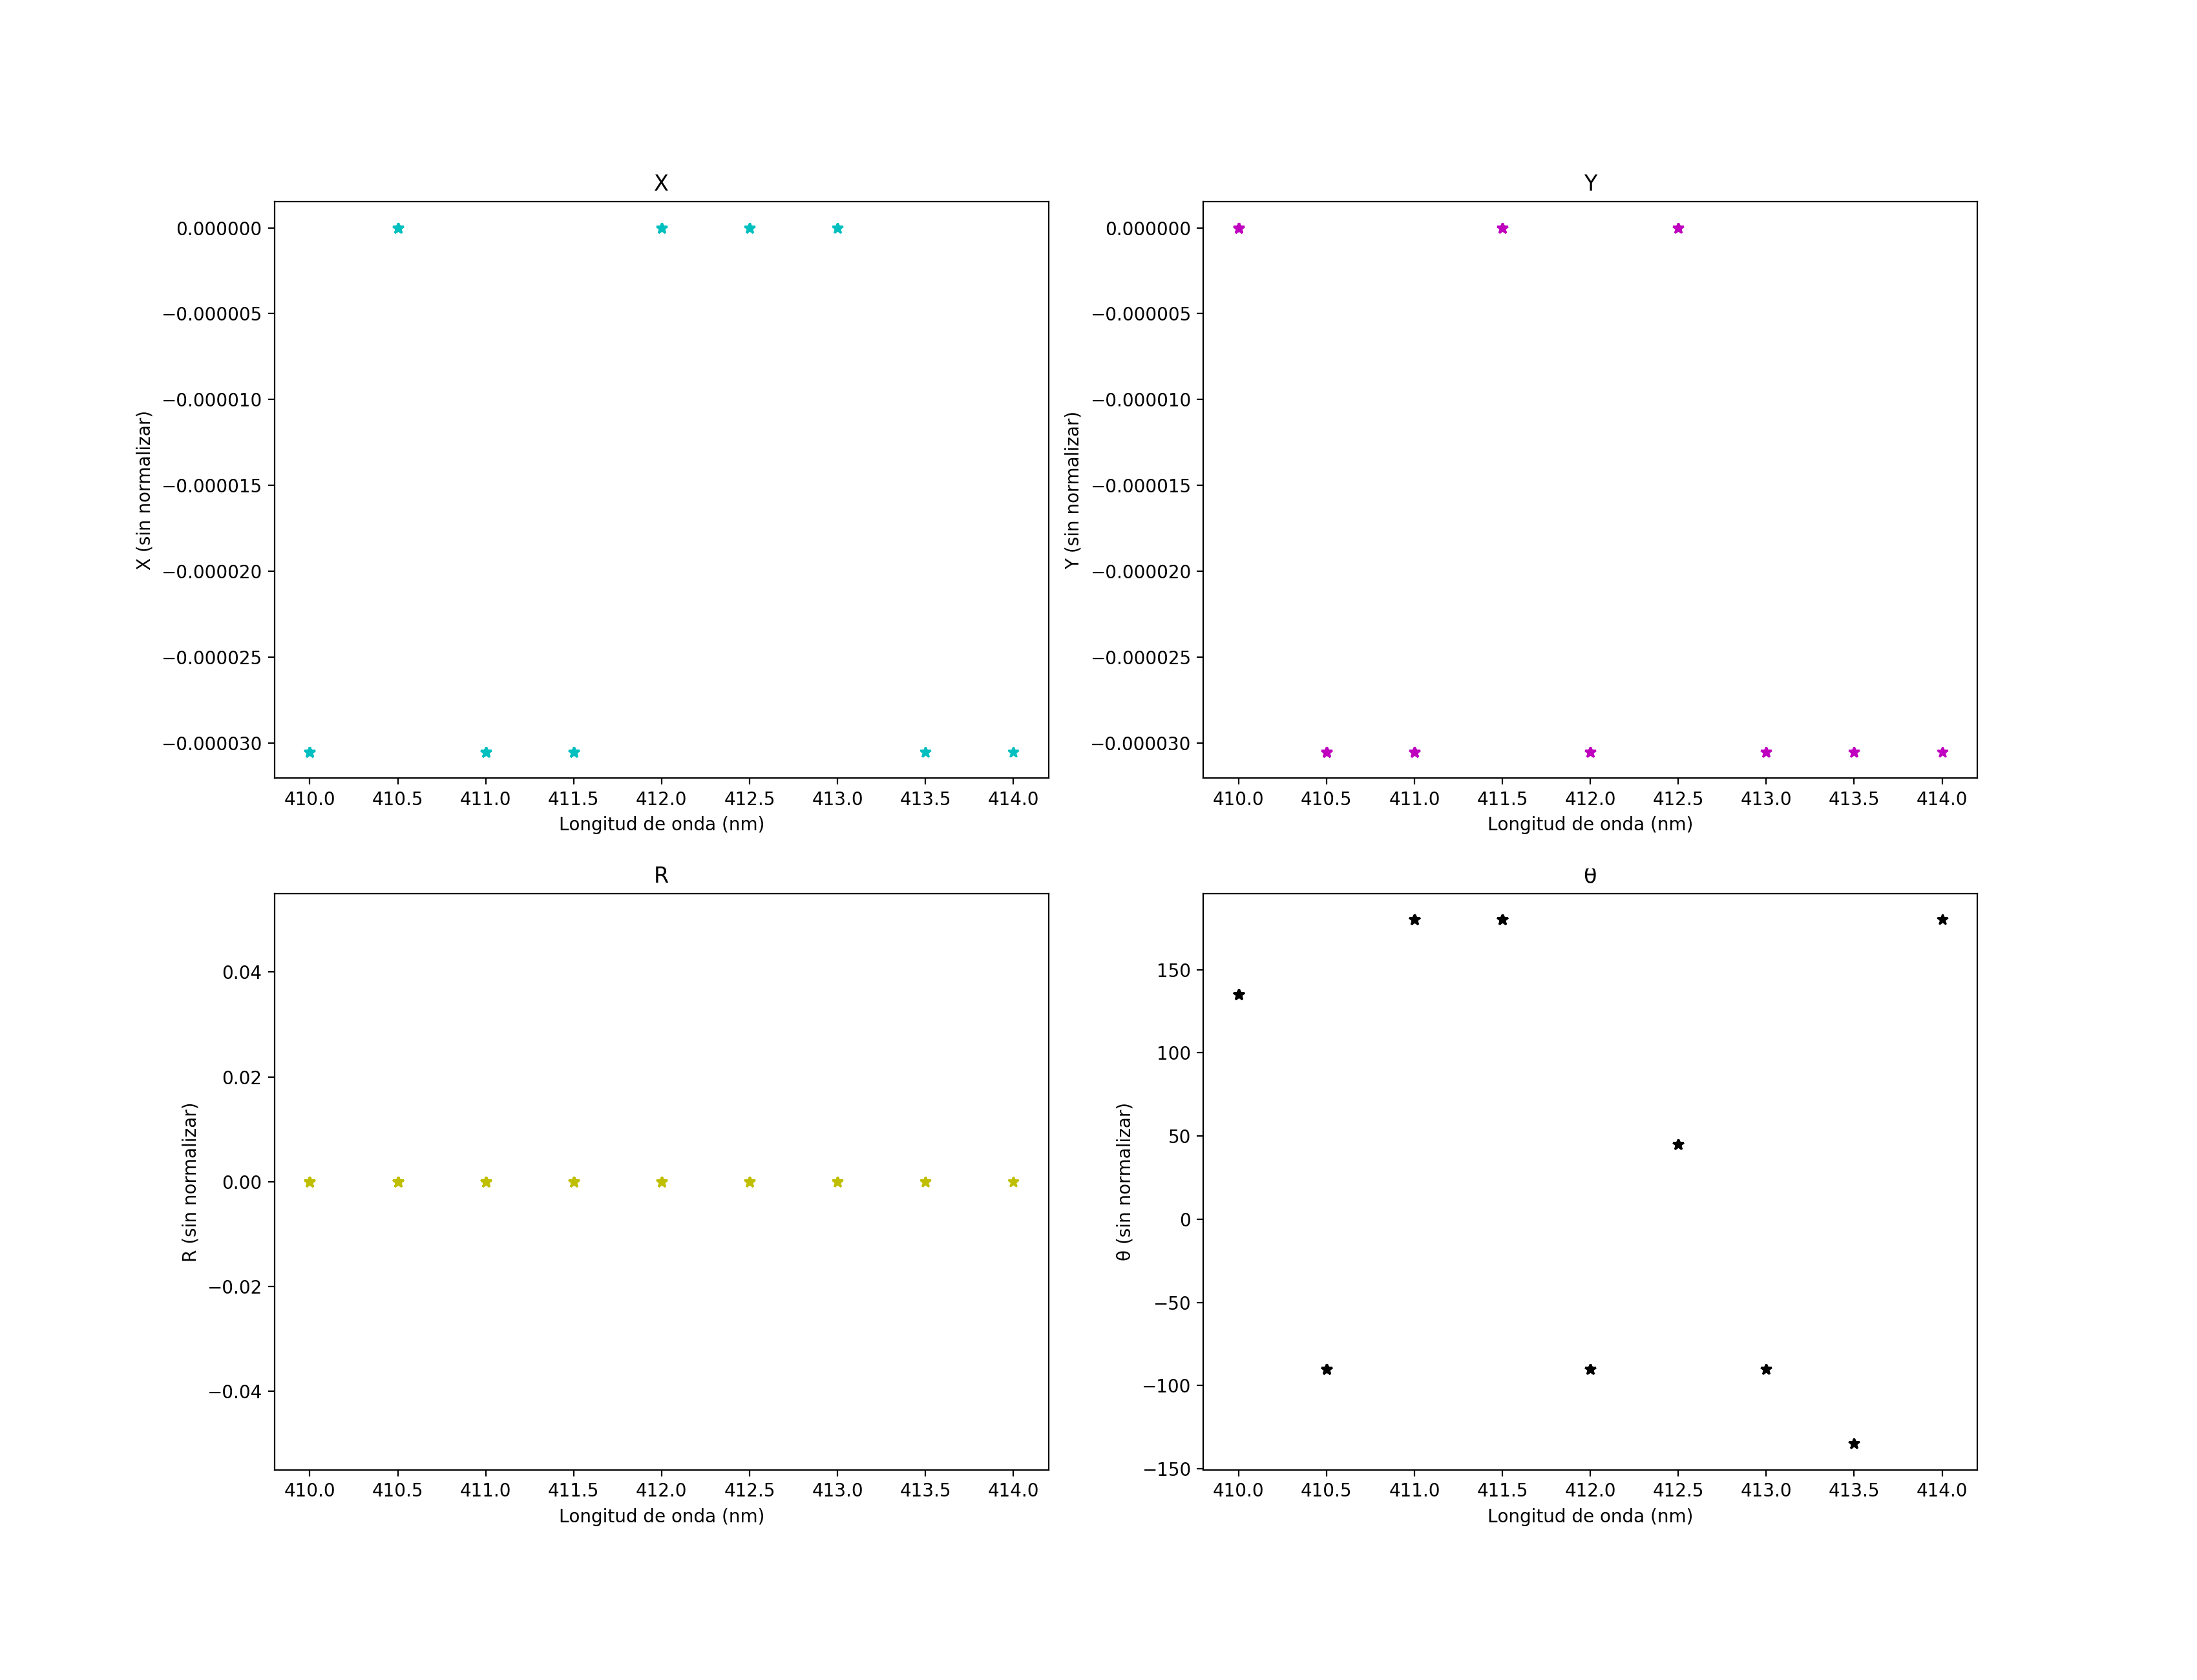 X
0.000000
−0.000005
−0.000010
−0.000015
−0.000020
−0.000025
−0.000030
X (sin normalizar)
410.0 410.5 411.0 411.5 412.0 412.5 413.0 413.5 414.0
Longitud de onda (nm)
Y
0.000000
−0.000005
−0.000010
−0.000015
−0.000020
−0.000025
−0.000030
Y (sin normalizar)
410.0 410.5 411.0 411.5 412.0 412.5 413.0 413.5 414.0
Longitud de onda (nm)
R
0.04
0.02
0.00
−0.02
−0.04
R (sin normalizar)
410.0 410.5 411.0 411.5 412.0 412.5 413.0 413.5 414.0
Longitud de onda (nm)
θ
150
100
50
0
−50
−100
−150
θ (sin normalizar)
410.0 410.5 411.0 411.5 412.0 412.5 413.0 413.5 414.0
Longitud de onda (nm)